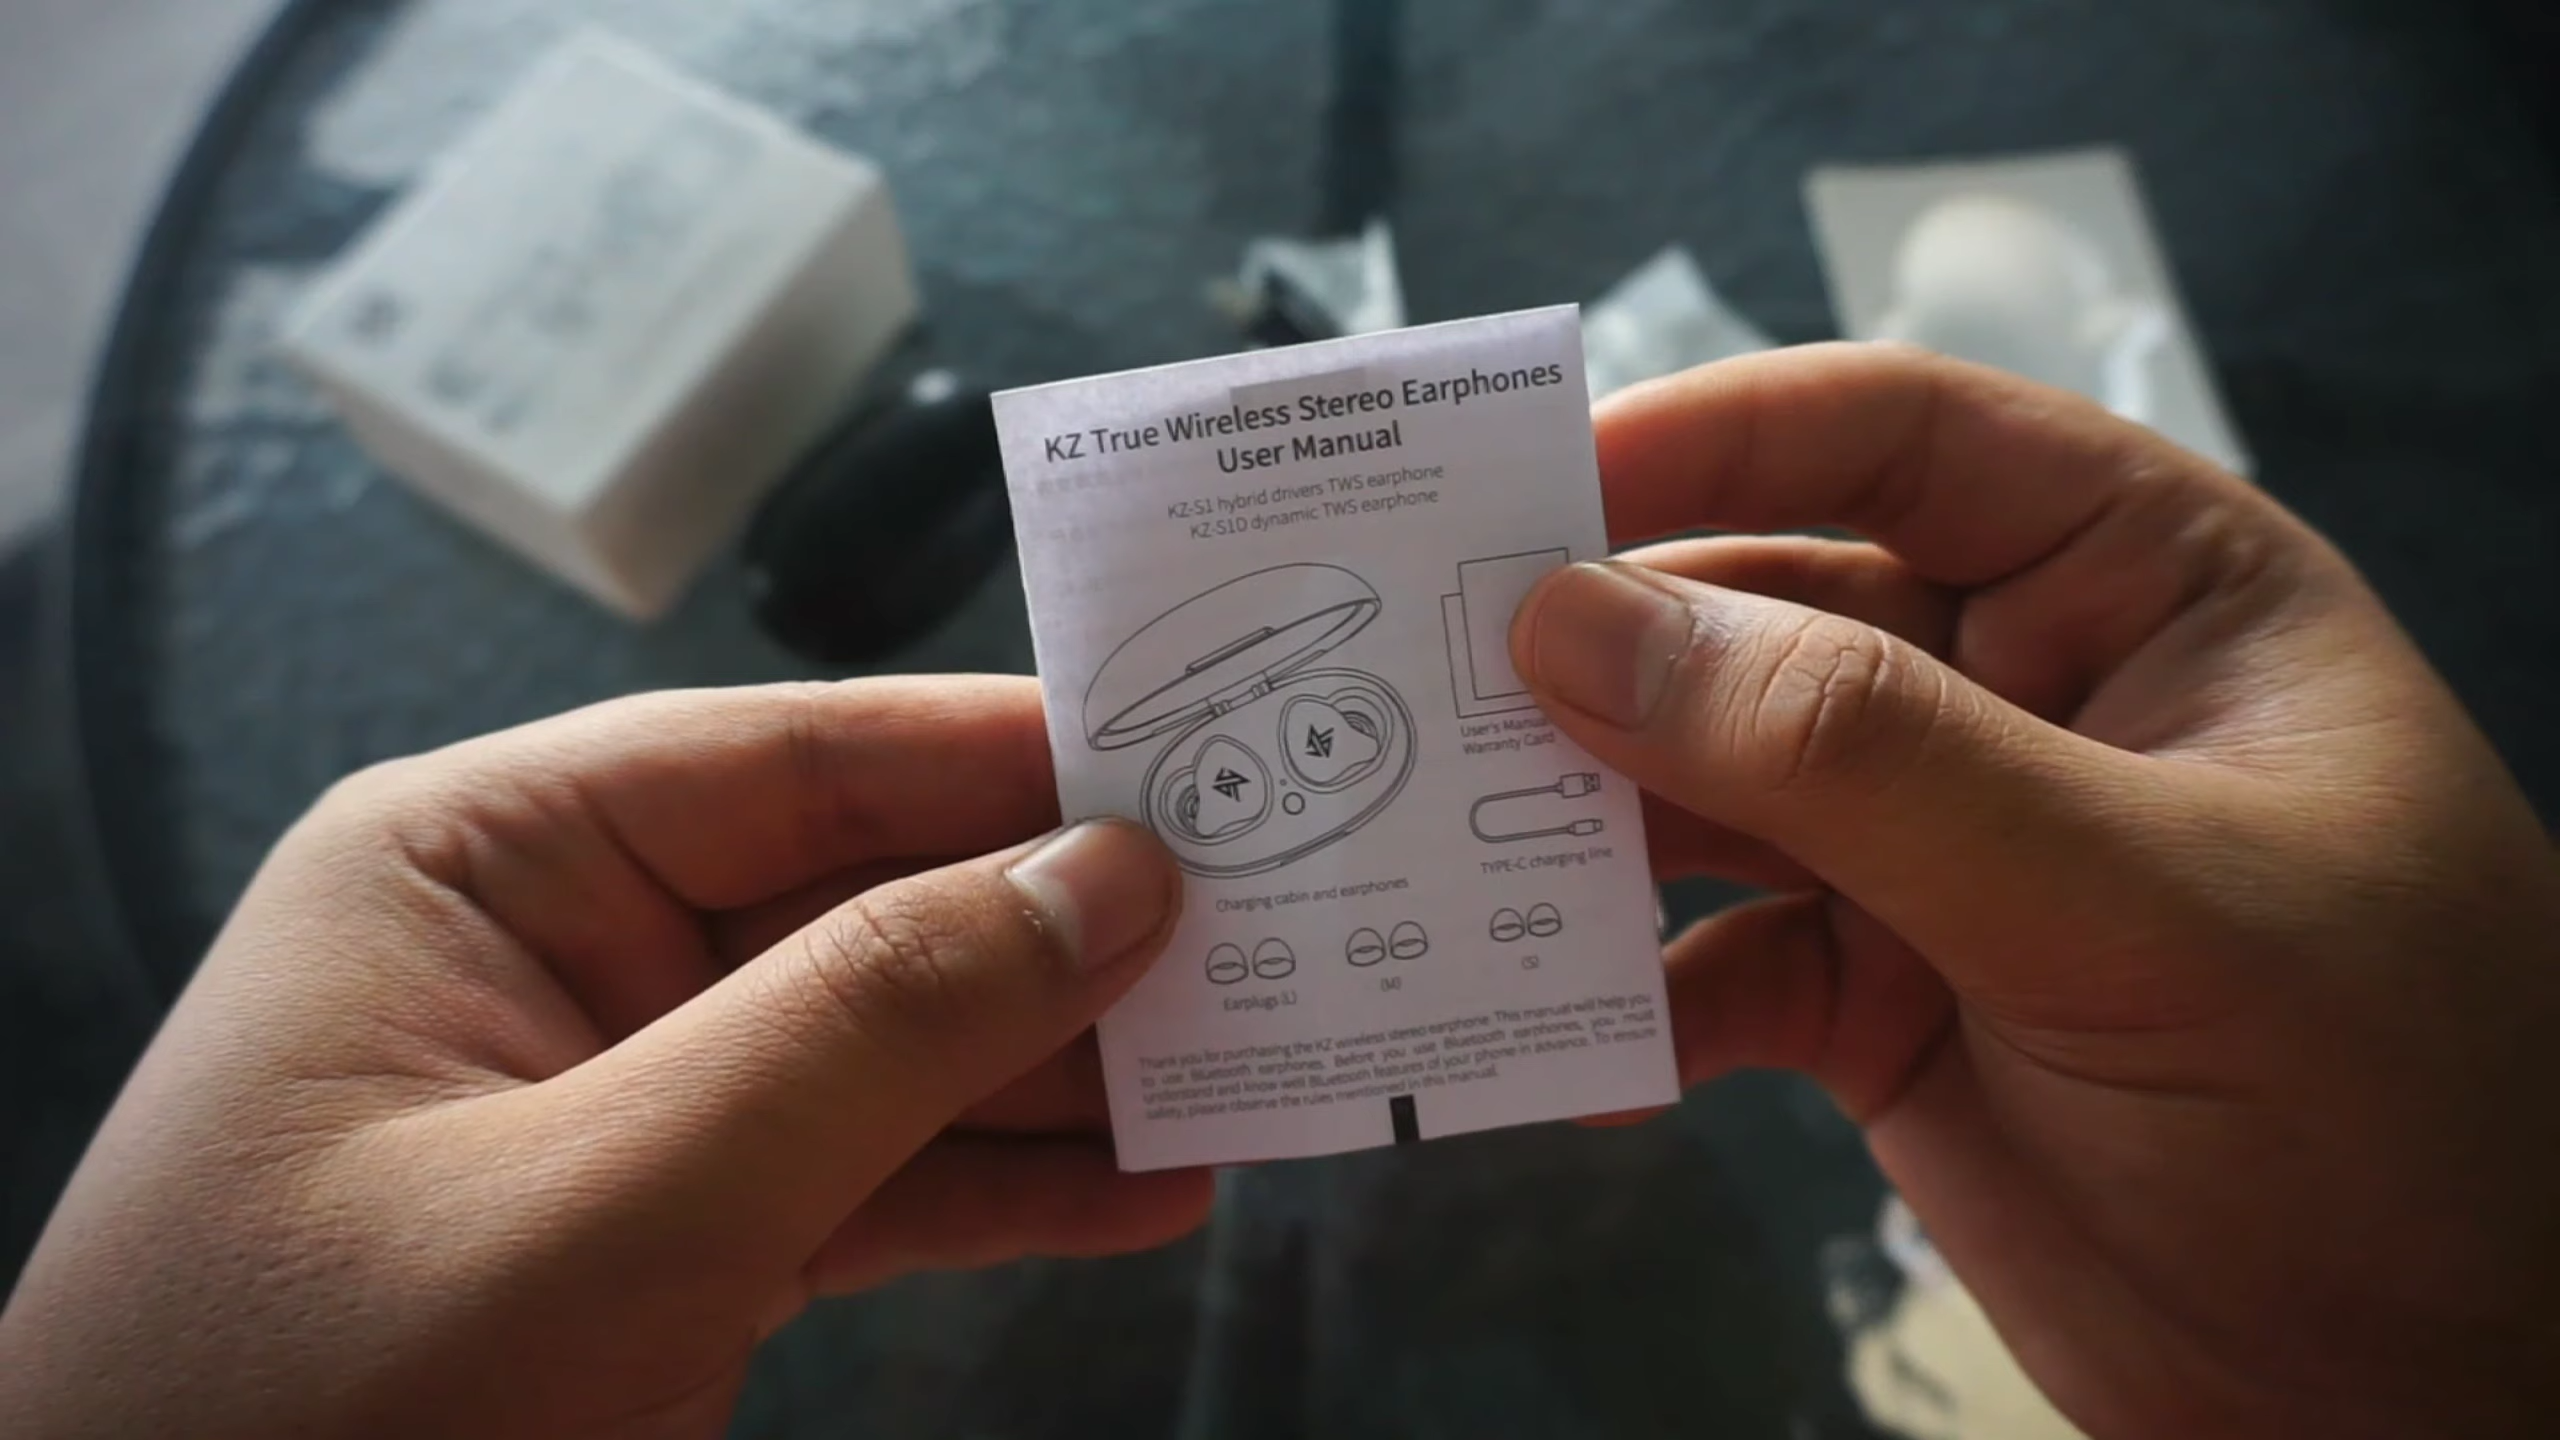 KZ True Wireless Stereo Earphones
User Manual
KZ-S1 hybrid drivers TWS earphone
KZ-S1D dynamic TWS earphone
User's Manual
Warranty Card
TYPE-C charging line
Charging cabin and earphones
Earplugs (L)
(M)
(S)
Thank you for purchasing the KZ wireless stereo earphone. This manual will help you
to use Bluetooth earphones. Before you use Bluetooth earphones, you must
understand and know well Bluetooth features of your phone in advance. To ensure
safety, please observe the rules mentioned in this manual.